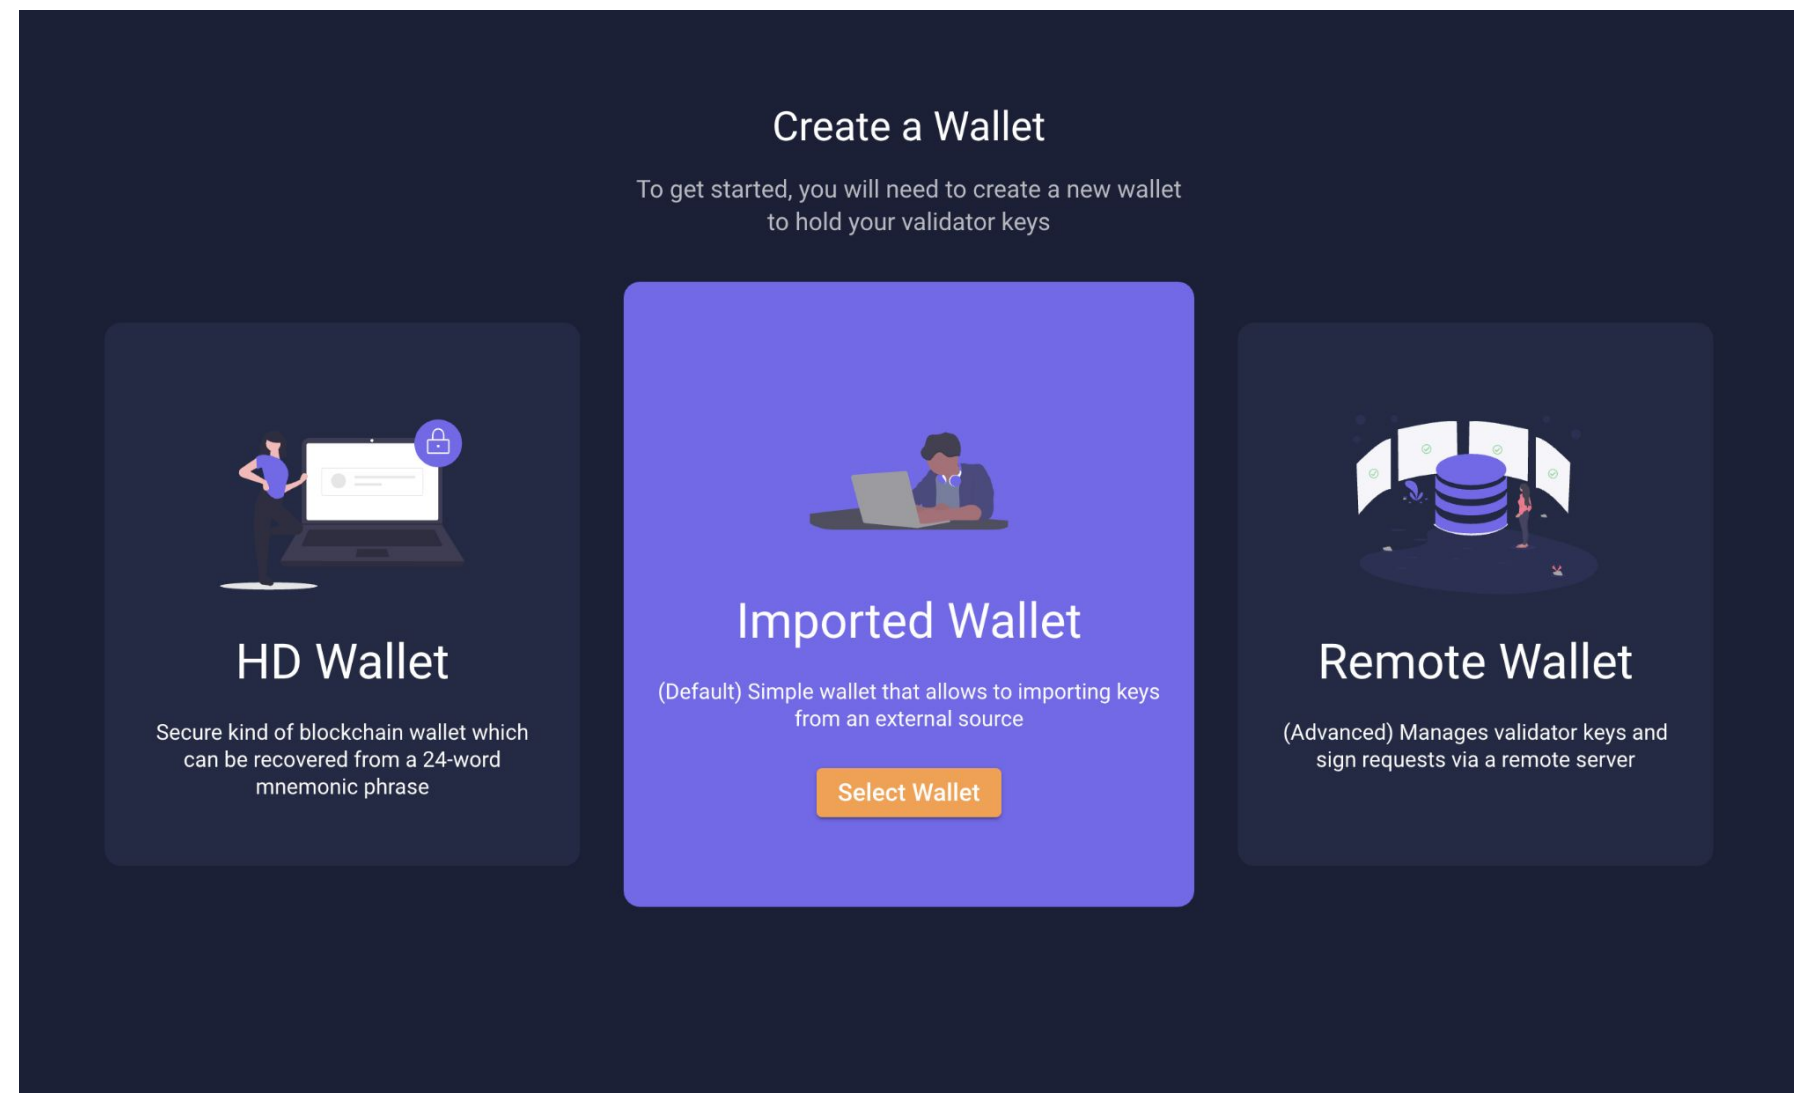 Create a Wallet
To get started, you will need to create a new wallet
to hold your validator keys
HD Wallet
Secure kind of blockchain wallet which
can be recovered from a 24-word
mnemonic phrase
Imported Wallet
(Default) Simple wallet that allows to importing keys
from an external source
Select Wallet
Remote Wallet
(Advanced) Manages validator keys and
sign requests via a remote server